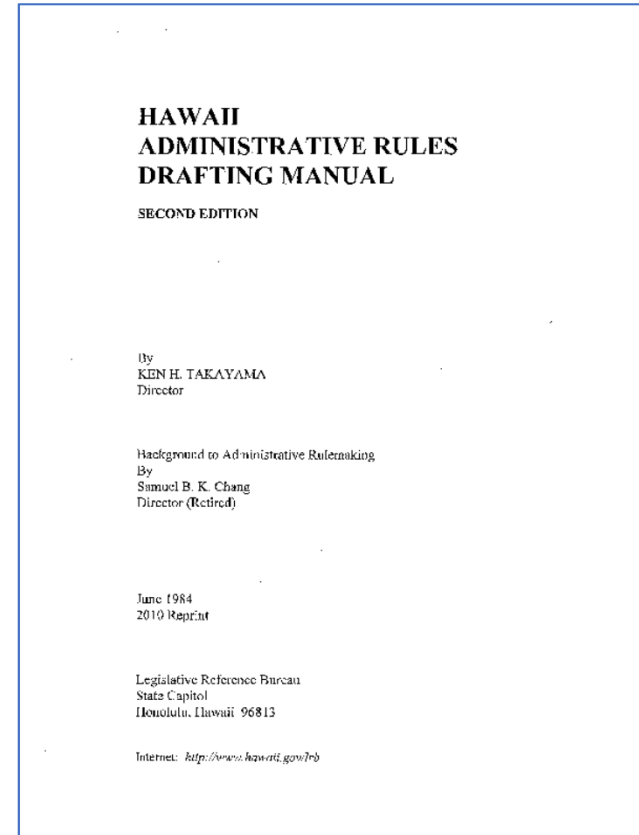 HAWAII
ADMINISTRATIVE RULES
DRAFTING MANUAL
SECOND EDITION
By
KEN H. TAKAYAMA
Director
Background to Administrative Rulemaking
By
Samuel B. K. Chang
Director (Retired)
June 1984
2010 Reprint
Legislative Reference Bureau
State Capitol
Honolulu, Hawaii 96813
Internet: http://www.hawaii.gov/lrb